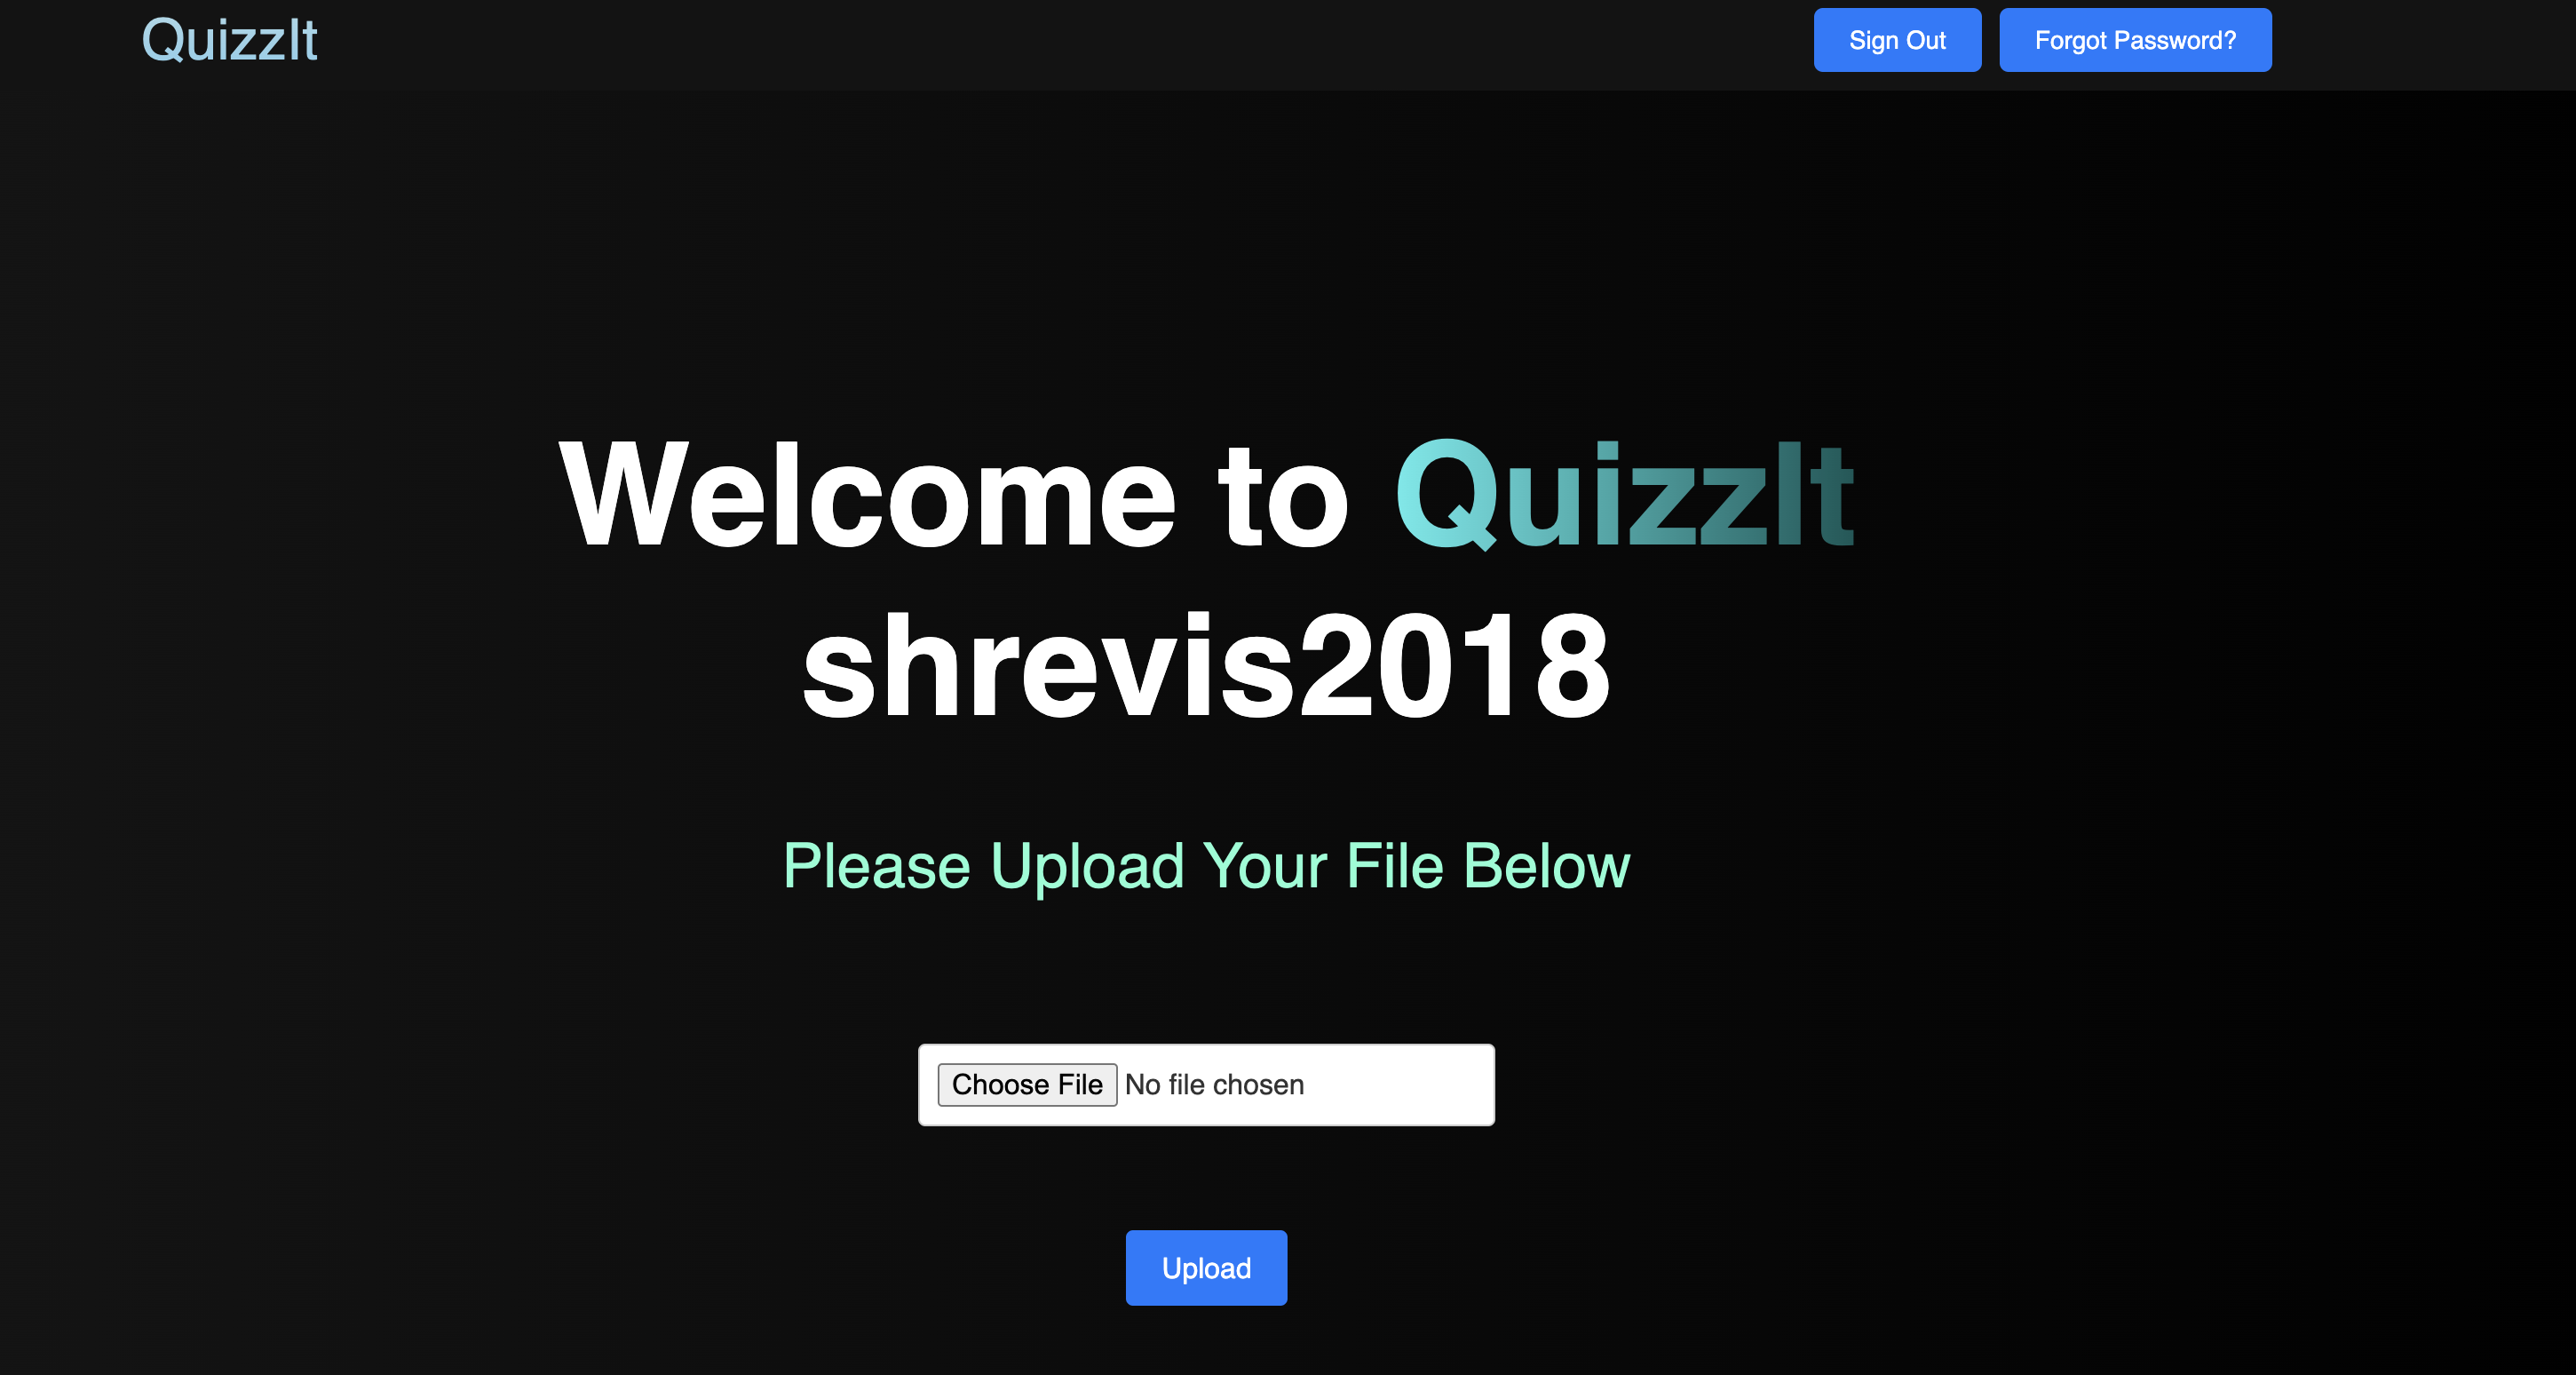 QuizzIt
Sign Out
Forgot Password?
Welcome to QuizzIt
shrevis2018
Please Upload Your File Below
Choose File No file chosen
Upload